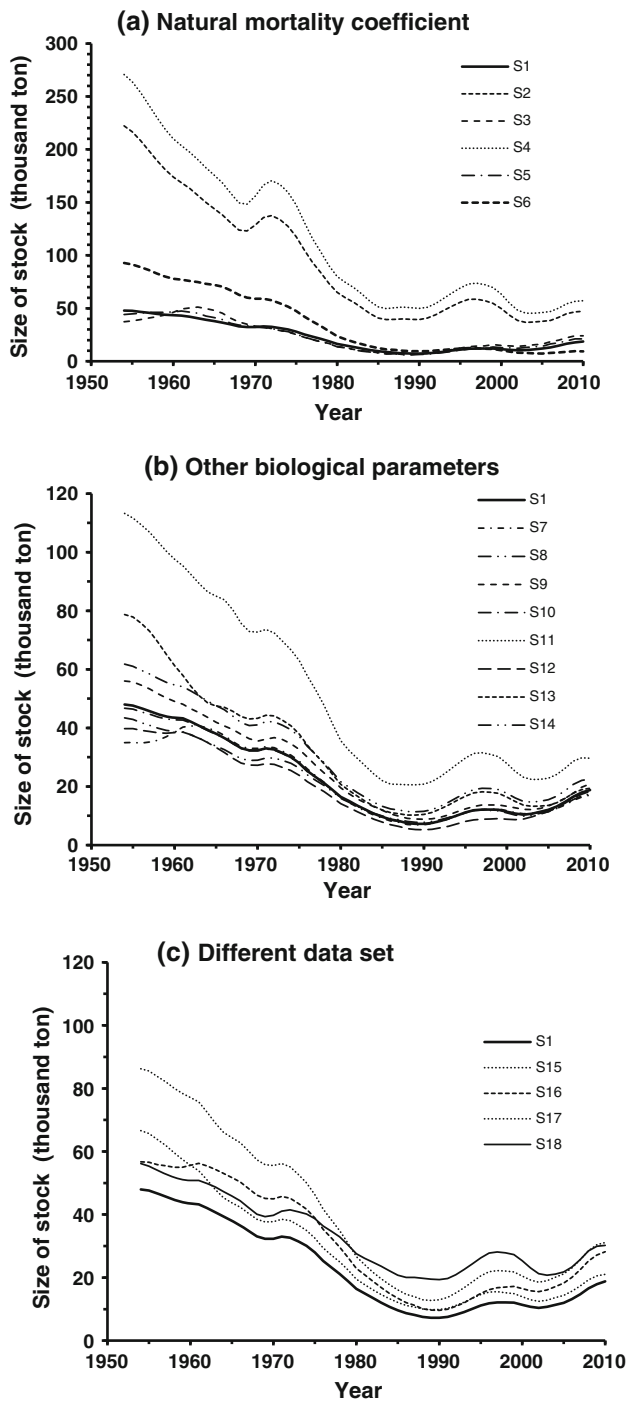 (a) Natural mortality coefficient
Size of stock (thousand ton)
300
250
200
150
100
50
0
1950 1960 1970 1980 1990 2000 2010
Year
S1
S2
S3
S4
S5
S6
(b) Other biological parameters
Size of stock (thousand ton)
120
100
80
60
40
20
0
1950 1960 1970 1980 1990 2000 2010
Year
S1
S7
S8
S9
S10
S11
S12
S13
S14
(c) Different data set
Size of stock (thousand ton)
120
100
80
60
40
20
0
1950 1960 1970 1980 1990 2000 2010
Year
S1
S15
S16
S17
S18